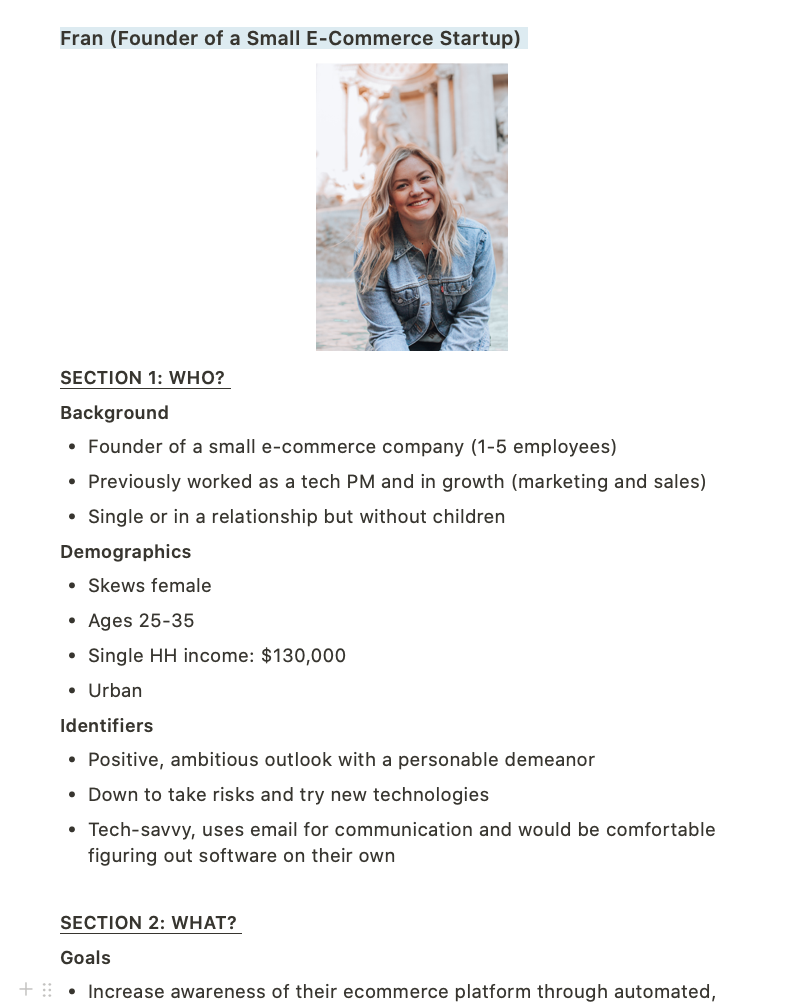 Fran (Founder of a Small E-Commerce Startup)
SECTION 1: WHO?
Background
• Founder of a small e-commerce company (1-5 employees)
• Previously worked as a tech PM and in growth (marketing and sales)
• Single or in a relationship but without children
Demographics
• Skews female
• Ages 25-35
• Single HH income: $130,000
• Urban
Identifiers
• Positive, ambitious outlook with a personable demeanor
• Down to take risks and try new technologies
• Tech-savvy, uses email for communication and would be comfortable
figuring out software on their own
SECTION 2: WHAT?
Goals
• Increase awareness of their ecommerce platform through automated,